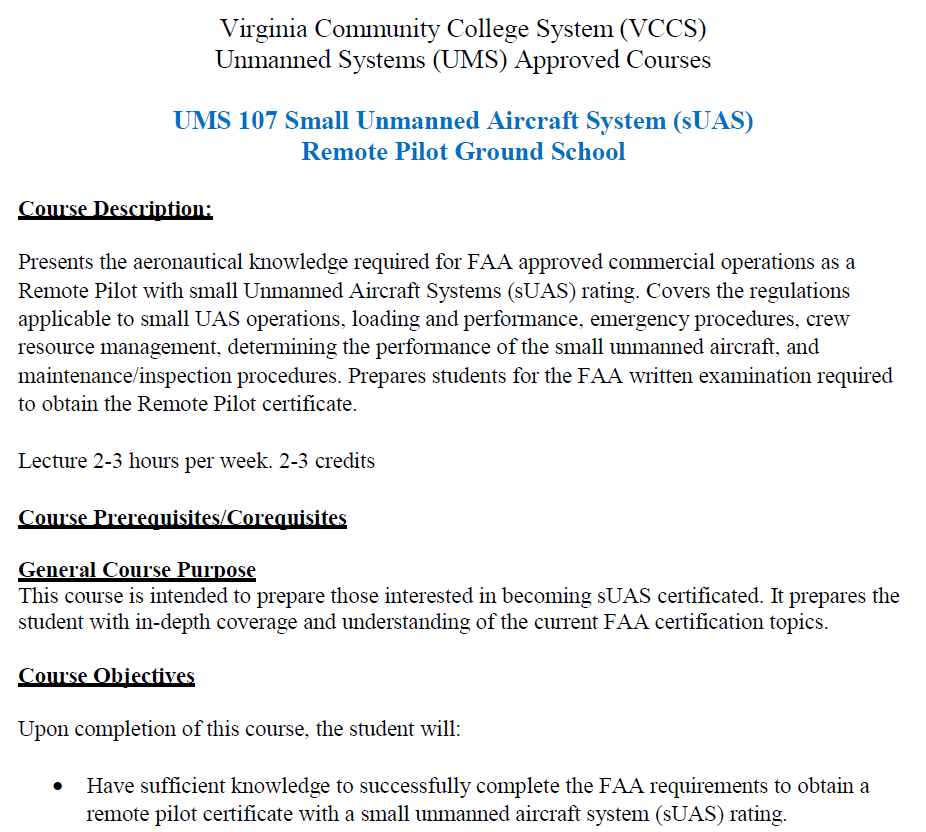 Virginia Community College System (VCCS)
Unmanned Systems (UMS) Approved Courses
UMS 107 Small Unmanned Aircraft System (sUAS)
Remote Pilot Ground School
Course Description:
Presents the aeronautical knowledge required for FAA approved commercial operations as a
Remote Pilot with small Unmanned Aircraft Systems (sUAS) rating. Covers the regulations
applicable to small UAS operations, loading and performance, emergency procedures, crew
resource management, determining the performance of the small unmanned aircraft, and
maintenance/inspection procedures. Prepares students for the FAA written examination required
to obtain the Remote Pilot certificate.
Lecture 2-3 hours per week. 2-3 credits
Course Prerequisites/Corequisites
General Course Purpose
This course is intended to prepare those interested in becoming sUAS certificated. It prepares the
student with in-depth coverage and understanding of the current FAA certification topics.
Course Objectives
Upon completion of this course, the student will:
• Have sufficient knowledge to successfully complete the FAA requirements to obtain a
remote pilot certificate with a small unmanned aircraft system (sUAS) rating.